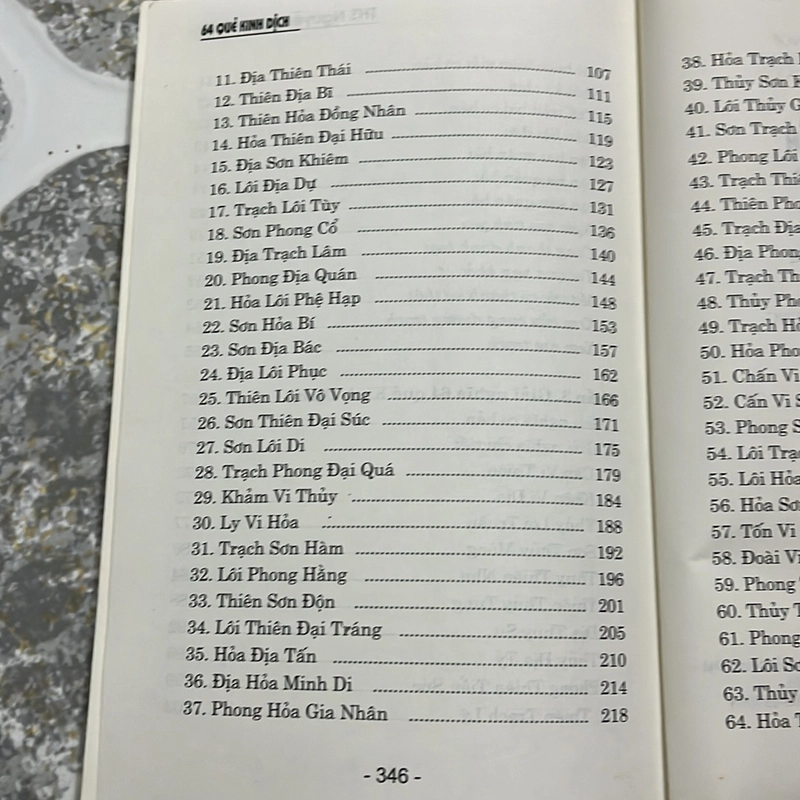 64 QUẺ KINH DỊCH
11. Địa Thiên Thái 107
12. Thiên Địa Bĩ 111
13. Thiên Hỏa Đồng Nhân 115
14. Hỏa Thiên Đại Hữu 119
15. Địa Sơn Khiêm 123
16. Lôi Địa Dự 127
17. Trạch Lôi Tùy 131
18. Sơn Phong Cổ 136
19. Địa Trạch Lâm 140
20. Phong Địa Quán 144
21. Hỏa Lôi Phệ Hạp 148
22. Sơn Hỏa Bí 153
23. Sơn Địa Bác 157
24. Địa Lôi Phục 162
25. Thiên Lôi Vô Vọng 166
26. Sơn Thiên Đại Súc 171
27. Sơn Lôi Di 175
28. Trạch Phong Đại Quá 179
29. Khảm Vi Thủy 184
30. Ly Vi Hỏa 188
31. Trạch Sơn Hàm 192
32. Lôi Phong Hằng 196
33. Thiên Sơn Độn 201
34. Lôi Thiên Đại Tráng 205
35. Hỏa Địa Tấn 210
36. Địa Hỏa Minh Di 214
37. Phong Hỏa Gia Nhân 218
- 346 -
38. Hỏa Trạch
39. Thủy Sơn
40. Lôi Thủy
41. Sơn Trạch
42. Phong Lôi
43. Trạch
44. Thiên
45. Trạch Địa
46. Địa Phong
47. Trạch
48. Thủy
49. Trạch
50. Hỏa
51. Chấn Vi
52. Cấn Vi
53. Phong
54. Lôi
55. Lôi Hỏa
56. Hỏa Sơn
57. Tốn Vi
58. Đoài Vi
59. Phong
60. Thủy
61. Phong
62. Lôi
63. Thủy
64. Hỏa